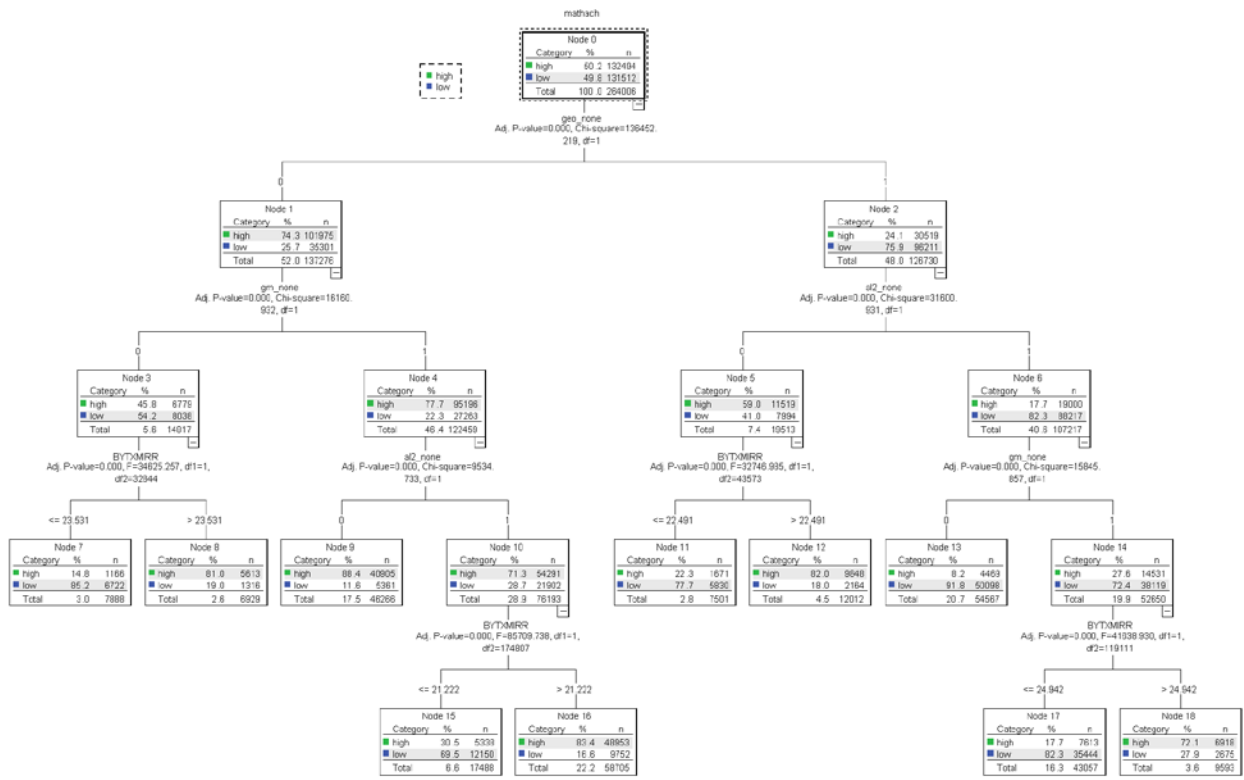 mathach
high
low
Node 0
Category % n
high 50.2 132494
low 49.8 131512
Total 100.0 264006
geo_none
Adj. P-value=0.000, Chi-square=136452.
219, df=1
0
1
Node 1
Category % n
high 74.3 101975
low 25.7 35301
Total 52.0 137276
Node 2
Category % n
high 24.1 30519
low 75.9 96211
Total 48.0 126730
gm_none
Adj. P-value=0.000, Chi-square=16160.
932, df=1
al2_none
Adj. P-value=0.000, Chi-square=31600.
931, df=1
0
1
0
1
Node 3
Category % n
high 45.8 6779
low 54.2 8038
Total 5.6 14817
Node 4
Category % n
high 77.7 95196
low 22.3 27263
Total 46.4 122459
Node 5
Category % n
high 59.0 11519
low 41.0 7994
Total 7.4 19513
Node 6
Category % n
high 17.7 19000
low 82.3 88217
Total 40.6 107217
BYTXMIRR
Adj. P-value=0.000, F=34625.257, df1=1,
df2=32944
al2_none
Adj. P-value=0.000, Chi-square=9534.
733, df=1
BYTXMIRR
Adj. P-value=0.000, F=32746.935, df1=1,
df2=43573
gm_none
Adj. P-value=0.000, Chi-square=15845.
857, df=1
<= 23.531
> 23.531
0
1
<= 22.491
> 22.491
0
1
Node 7
Category % n
high 14.8 1166
low 85.2 6722
Total 3.0 7888
Node 8
Category % n
high 81.0 5613
low 19.0 1316
Total 2.6 6929
Node 9
Category % n
high 88.4 40905
low 11.6 5361
Total 17.5 46266
Node 10
Category % n
high 71.3 54291
low 28.7 21902
Total 28.9 76193
Node 11
Category % n
high 22.3 1671
low 77.7 5830
Total 2.8 7501
Node 12
Category % n
high 82.0 9848
low 18.0 2164
Total 4.5 12012
Node 13
Category % n
high 8.2 4469
low 91.8 50098
Total 20.7 54567
Node 14
Category % n
high 27.6 14531
low 72.4 38119
Total 19.9 52650
BYTXMIRR
Adj. P-value=0.000, F=85709.738, df1=1,
df2=174807
BYTXMIRR
Adj. P-value=0.000, F=41938.930, df1=1,
df2=119111
<= 21.222
> 21.222
<= 24.942
> 24.942
Node 15
Category % n
high 30.5 5338
low 69.5 12150
Total 6.6 17488
Node 16
Category % n
high 83.4 48953
low 16.6 9752
Total 22.2 58705
Node 17
Category % n
high 17.7 7613
low 82.3 35444
Total 16.3 43057
Node 18
Category % n
high 72.1 6918
low 27.9 2675
Total 3.6 9593